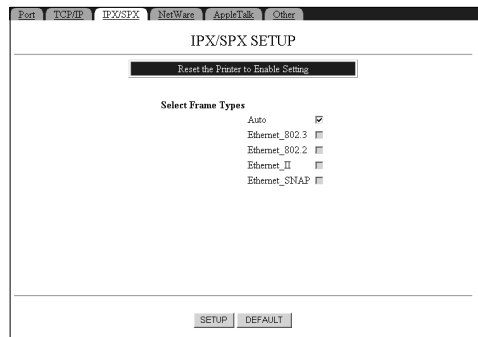 Port TCP/IP IPX/SPX NetWare AppleTalk Other
IPX/SPX SETUP
Reset the Printer to Enable Setting
Select Frame Types
Auto
Ethernet_802.3
Ethernet_802.2
Ethernet_II
Ethernet_SNAP
SETUP DEFAULT